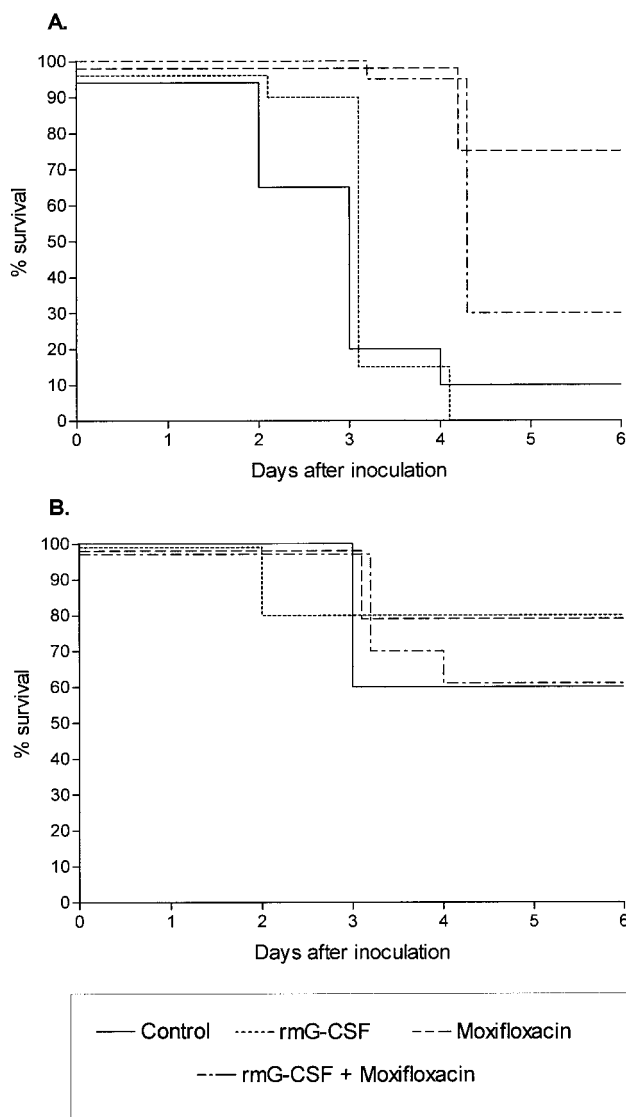 A.
100
90
80
70
60
50
40
30
20
10
0
% survival
0 1 2 3 4 5 6
Days after inoculation
B.
100
90
80
70
60
50
40
30
20
10
0
% survival
0 1 2 3 4 5 6
Days after inoculation
Control rmG-CSF Moxifloxacin
rmG-CSF + Moxifloxacin